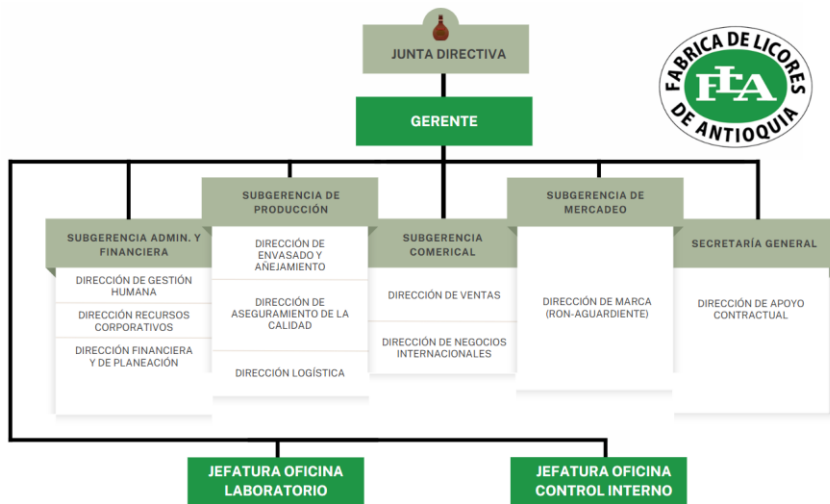 JUNTA DIRECTIVA
FABRICA DE LICORES
FLA
DE ANTIOQUIA
GERENTE
SUBGERENCIA ADMIN. Y
FINANCIERA
DIRECCIÓN DE GESTIÓN
HUMANA
DIRECCIÓN RECURSOS
CORPORATIVOS
DIRECCIÓN FINANCIERA
Y DE PLANEACIÓN
SUBGERENCIA DE
PRODUCCIÓN
DIRECCIÓN DE
ENVASADO Y
AÑEJAMIENTO
DIRECCIÓN DE
ASEGURAMIENTO DE LA
CALIDAD
DIRECCIÓN LOGÍSTICA
SUBGERENCIA
COMERICAL
DIRECCIÓN DE VENTAS
DIRECCIÓN DE NEGOCIOS
INTERNACIONALES
SUBGERENCIA DE
MERCADEO
DIRECCIÓN DE MARCA
(RON-AGUARDIENTE)
SECRETARÍA GENERAL
DIRECCIÓN DE APOYO
CONTRACTUAL
JEFATURA OFICINA
LABORATORIO
JEFATURA OFICINA
CONTROL INTERNO